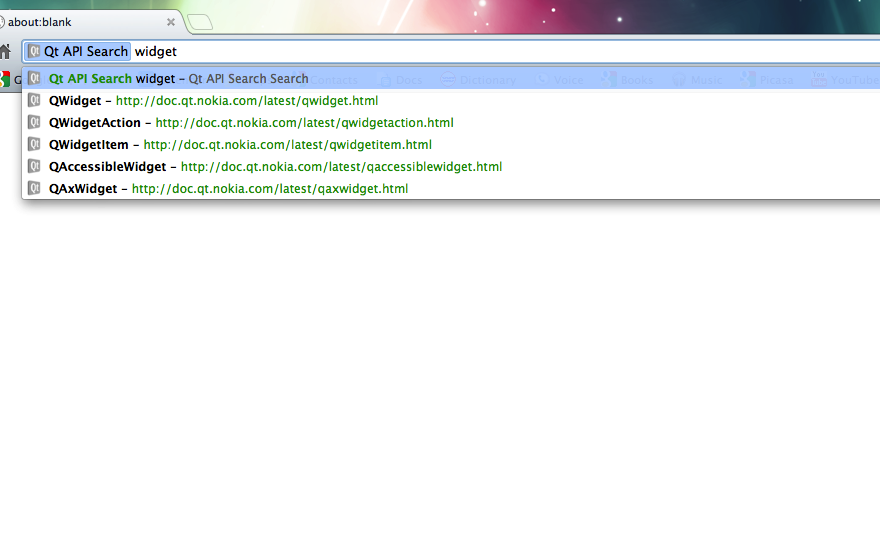 about:blank
Qt API Search widget
Qt API Search widget – Qt API Search Search
QWidget – http://doc.qt.nokia.com/latest/qwidget.html
QWidgetAction – http://doc.qt.nokia.com/latest/qwidgetaction.html
QWidgetItem – http://doc.qt.nokia.com/latest/qwidgetitem.html
QAccessibleWidget – http://doc.qt.nokia.com/latest/qaccessiblewidget.html
QAxWidget – http://doc.qt.nokia.com/latest/qaxwidget.html